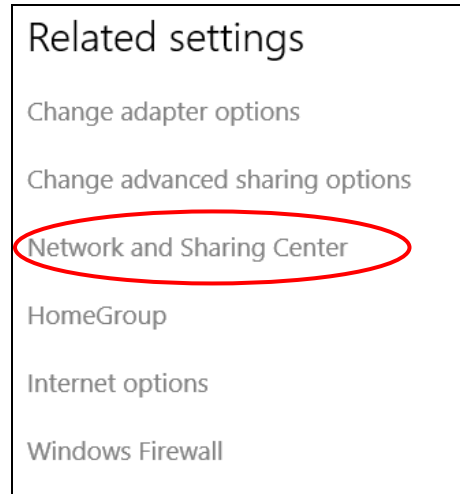 Related settings
Change adapter options
Change advanced sharing options
Network and Sharing Center
HomeGroup
Internet options
Windows Firewall